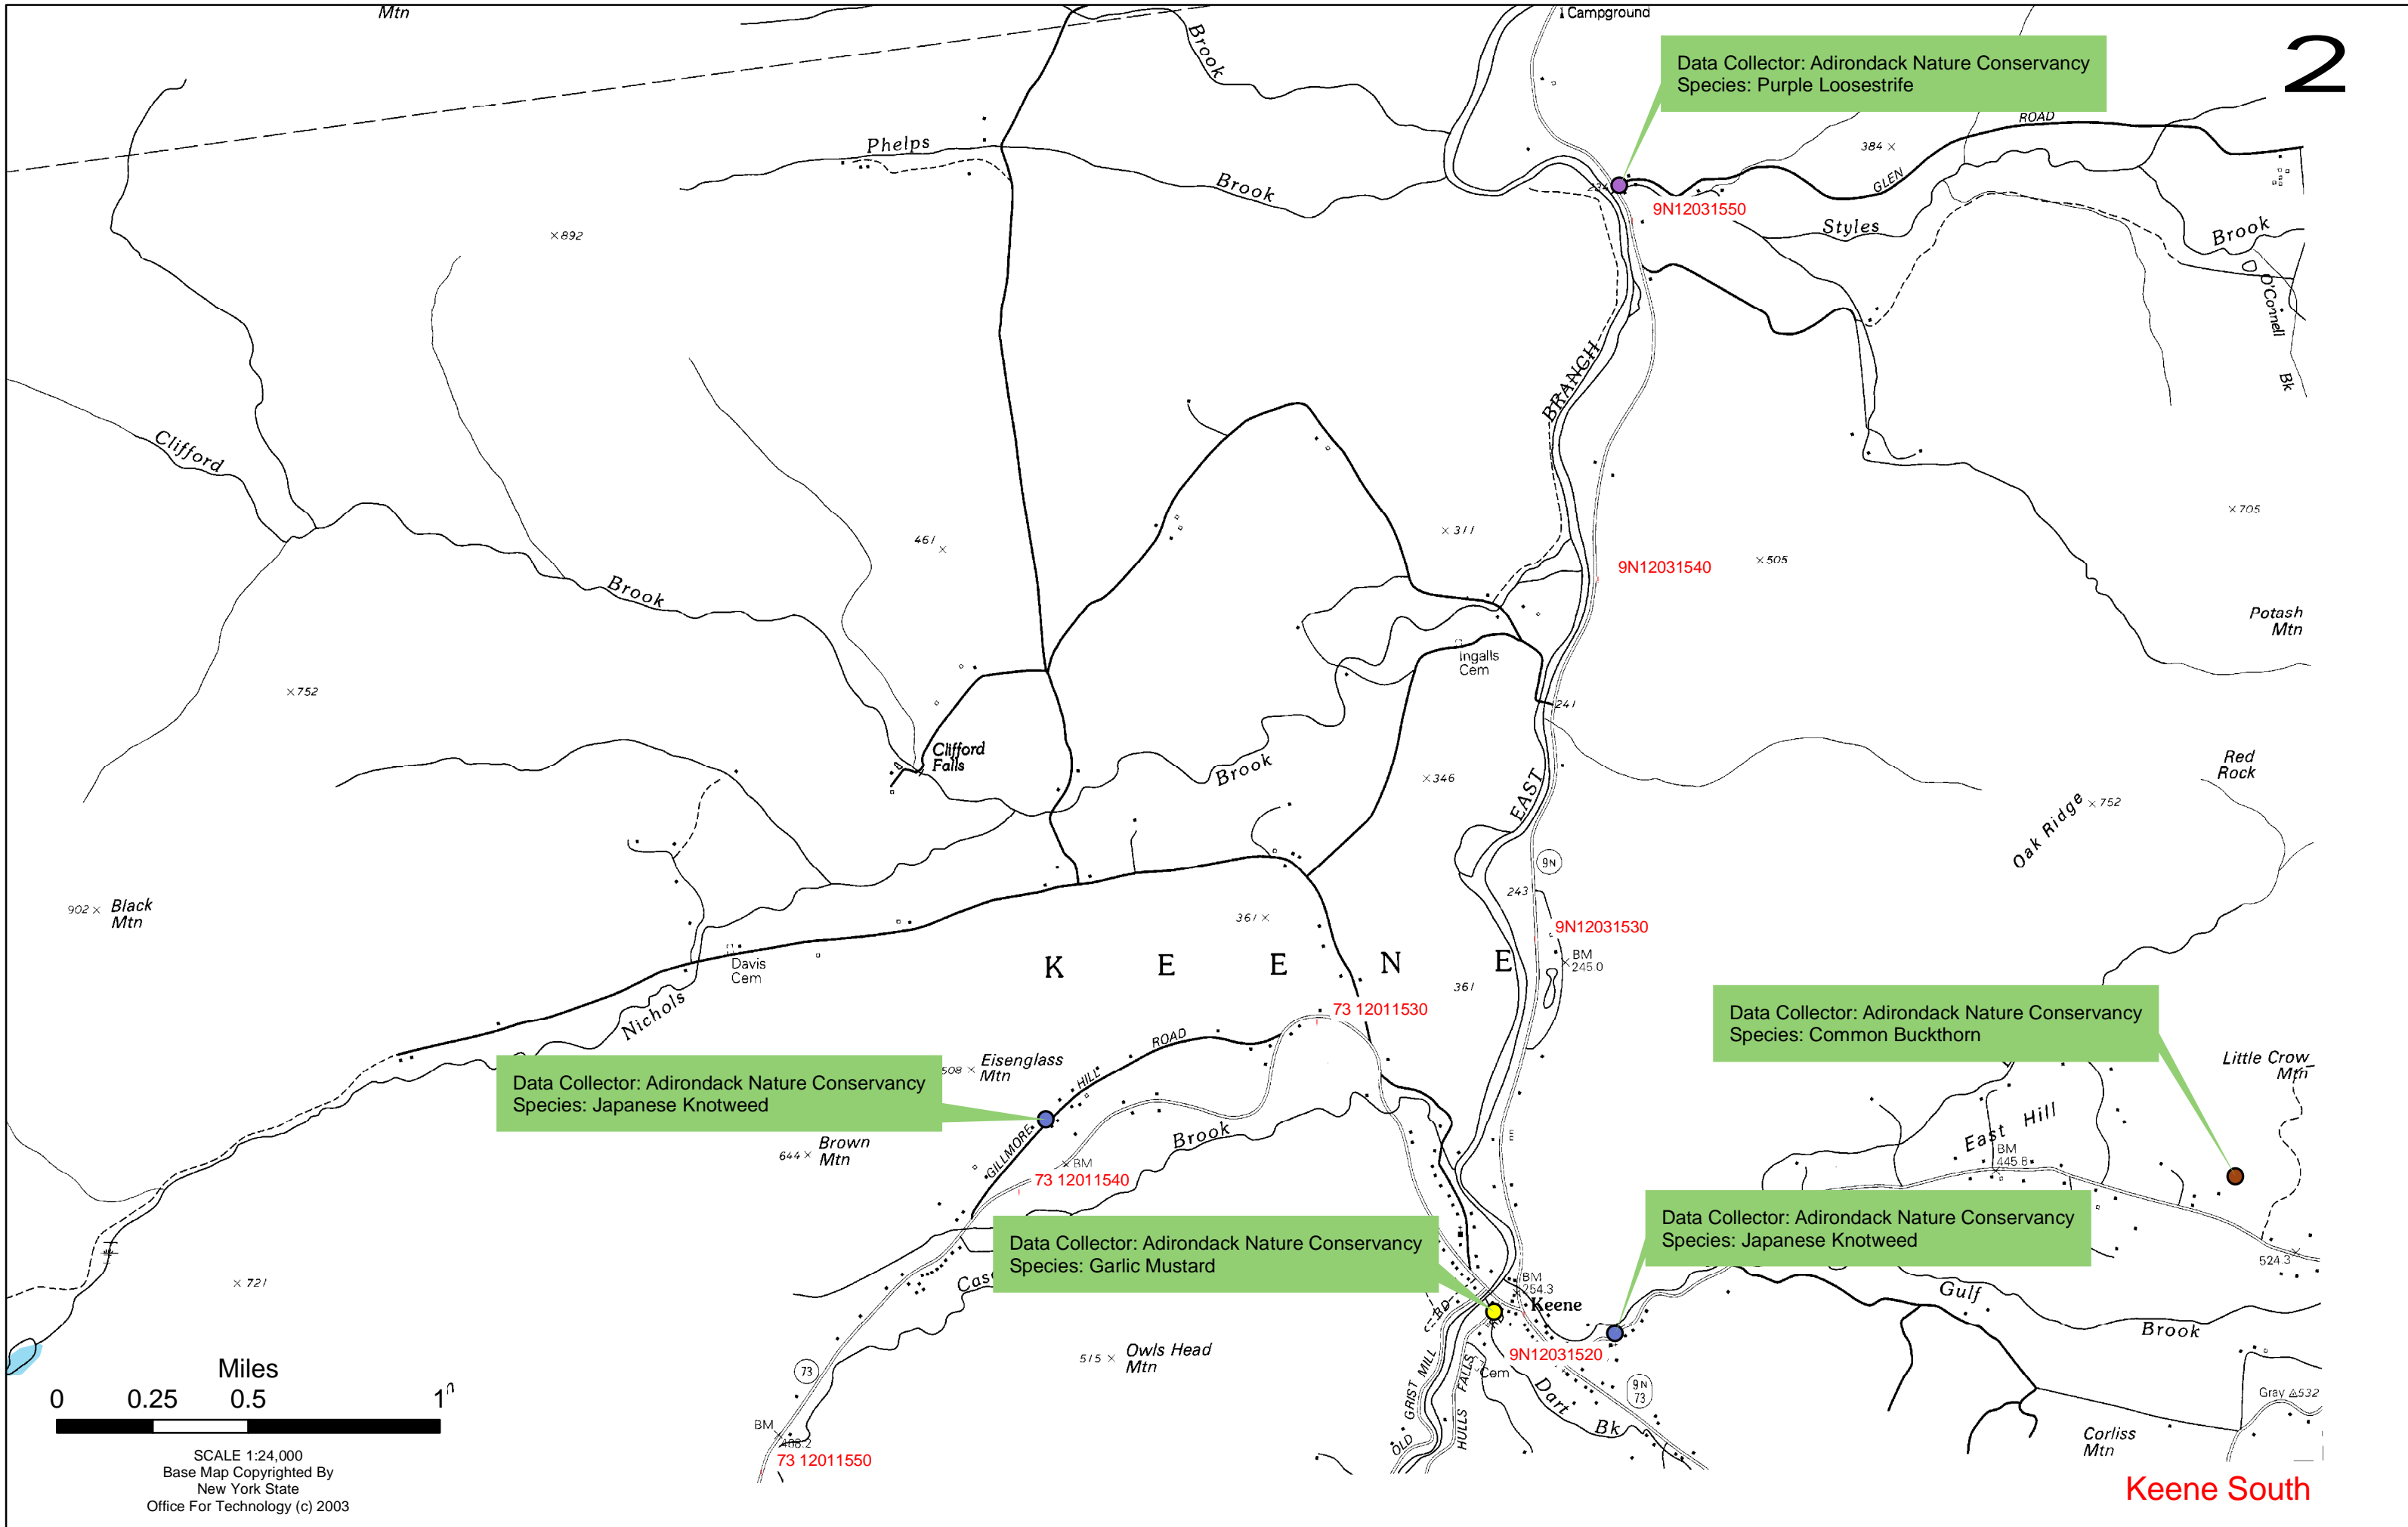 Mtn
Campground
2
Data Collector: Adirondack Nature Conservancy
Species: Purple Loosestrife
Brook
Phelps
Brook
ROAD
384
GLEN
9N12031550
Styles
Brook
892
O'Connell
Bk
BRANCH
Clifford
705
461
311
505
9N12031540
Brook
Potash
Mtn
Ingalls
Cem
752
241
Clifford
Falls
Brook
346
EAST
Red
Rock
Oak Ridge
752
9N
243
902
Black
Mtn
361
9N12031530
BM
245.0
Davis
Cem
K E E N E
361
Nichols
73 12011530
ROAD
Data Collector: Adirondack Nature Conservancy
Species: Common Buckthorn
508
Eisenglass
Mtn
HILL
Little Crow
Mtn
Data Collector: Adirondack Nature Conservancy
Species: Japanese Knotweed
GILLMORE
Brook
East Hill
BM
445.8
644
Brown
Mtn
BM
73 12011540
Data Collector: Adirondack Nature Conservancy
Species: Japanese Knotweed
Data Collector: Adirondack Nature Conservancy
Species: Garlic Mustard
524.3
721
BM
254.3
Keene
RD
Gulf
Brook
9N12031520
515
Owls Head
Mtn
Cem
73
OLD GRIST MILL
HULLS FALLS
Dart
Bk
9N
73
Gray 532
Corliss
Mtn
BM
408.2
73 12011550
Miles
0 0.25 0.5 1
SCALE 1:24,000
Base Map Copyrighted By
New York State
Office For Technology (c) 2003
Keene South